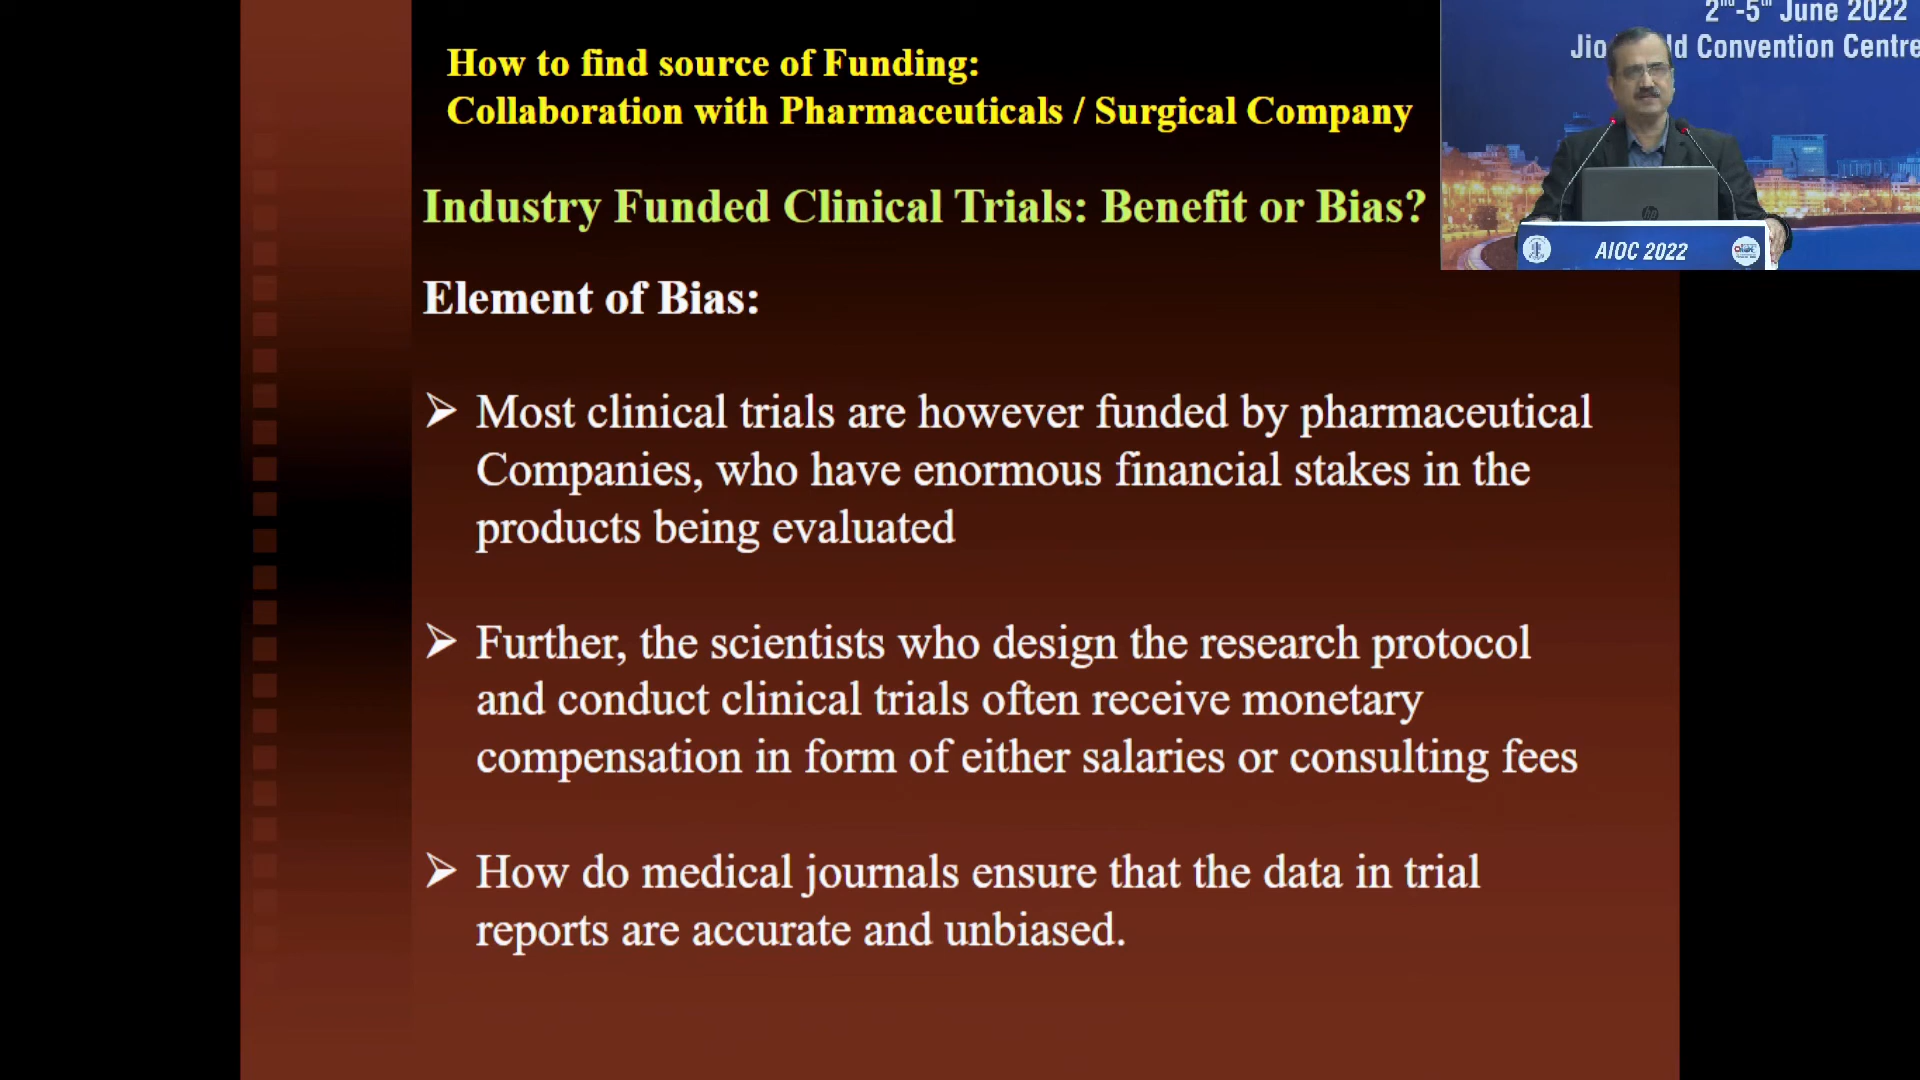 How to find source of Funding:
Collaboration with Pharmaceuticals / Surgical Company
Industry Funded Clinical Trials: Benefit or Bias?
Element of Bias:
➢ Most clinical trials are however funded by pharmaceutical
Companies, who have enormous financial stakes in the
products being evaluated
➢ Further, the scientists who design the research protocol
and conduct clinical trials often receive monetary
compensation in form of either salaries or consulting fees
➢ How do medical journals ensure that the data in trial
reports are accurate and unbiased.
2nd-5th June 2022
Jio Convention Centre
AIOC 2022
hp